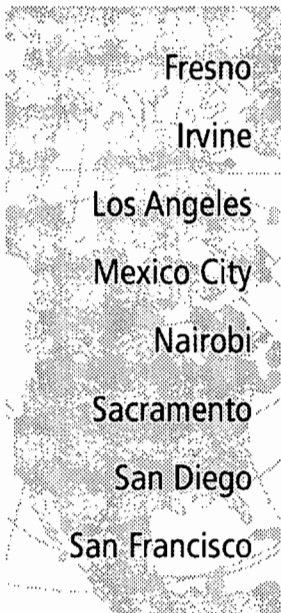 Fresno
Irvine
Los Angeles
Mexico City
Nairobi
Sacramento
San Diego
San Francisco